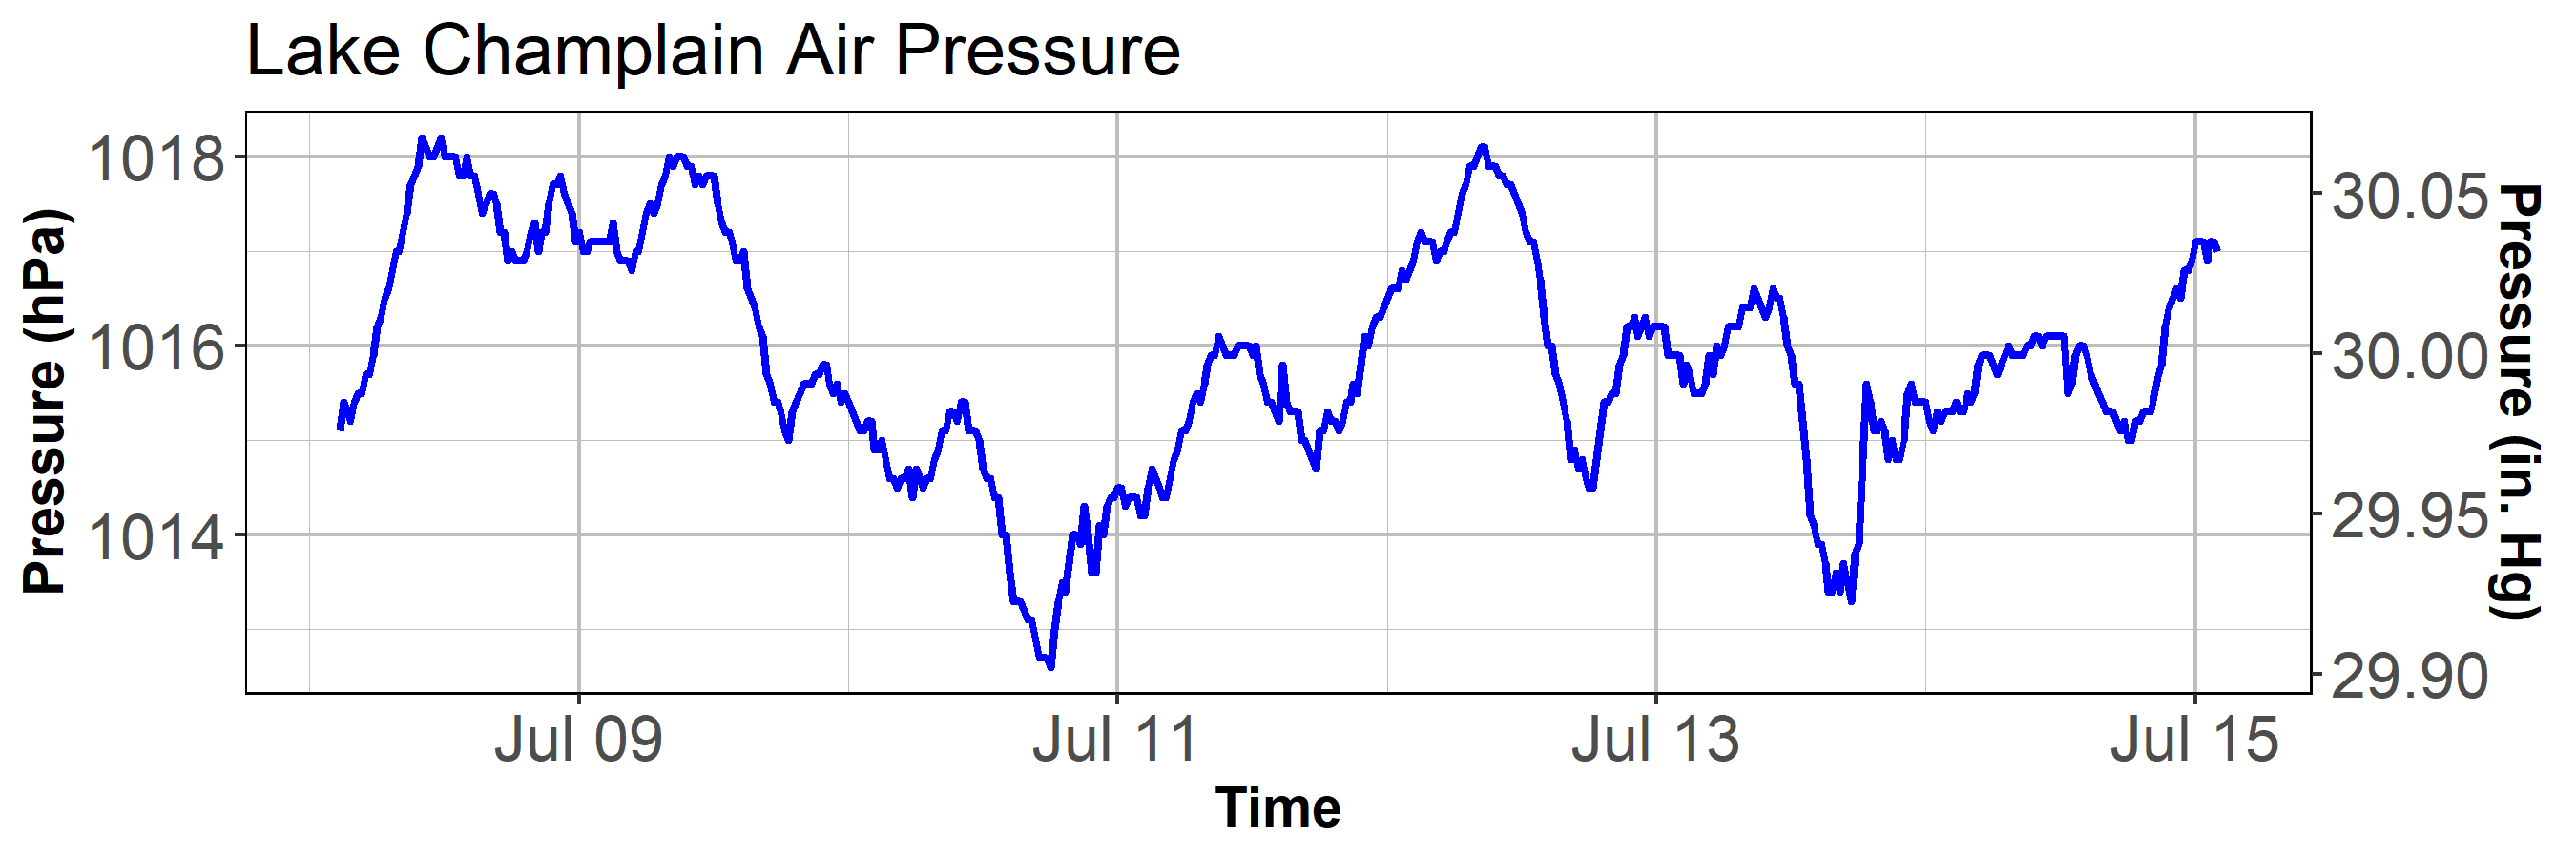 Lake Champlain Air Pressure
Pressure (hPa)
1018
1016
1014
30.05
30.00
29.95
29.90
Pressure (in. Hg)
Jul 09
Jul 11
Jul 13
Jul 15
Time